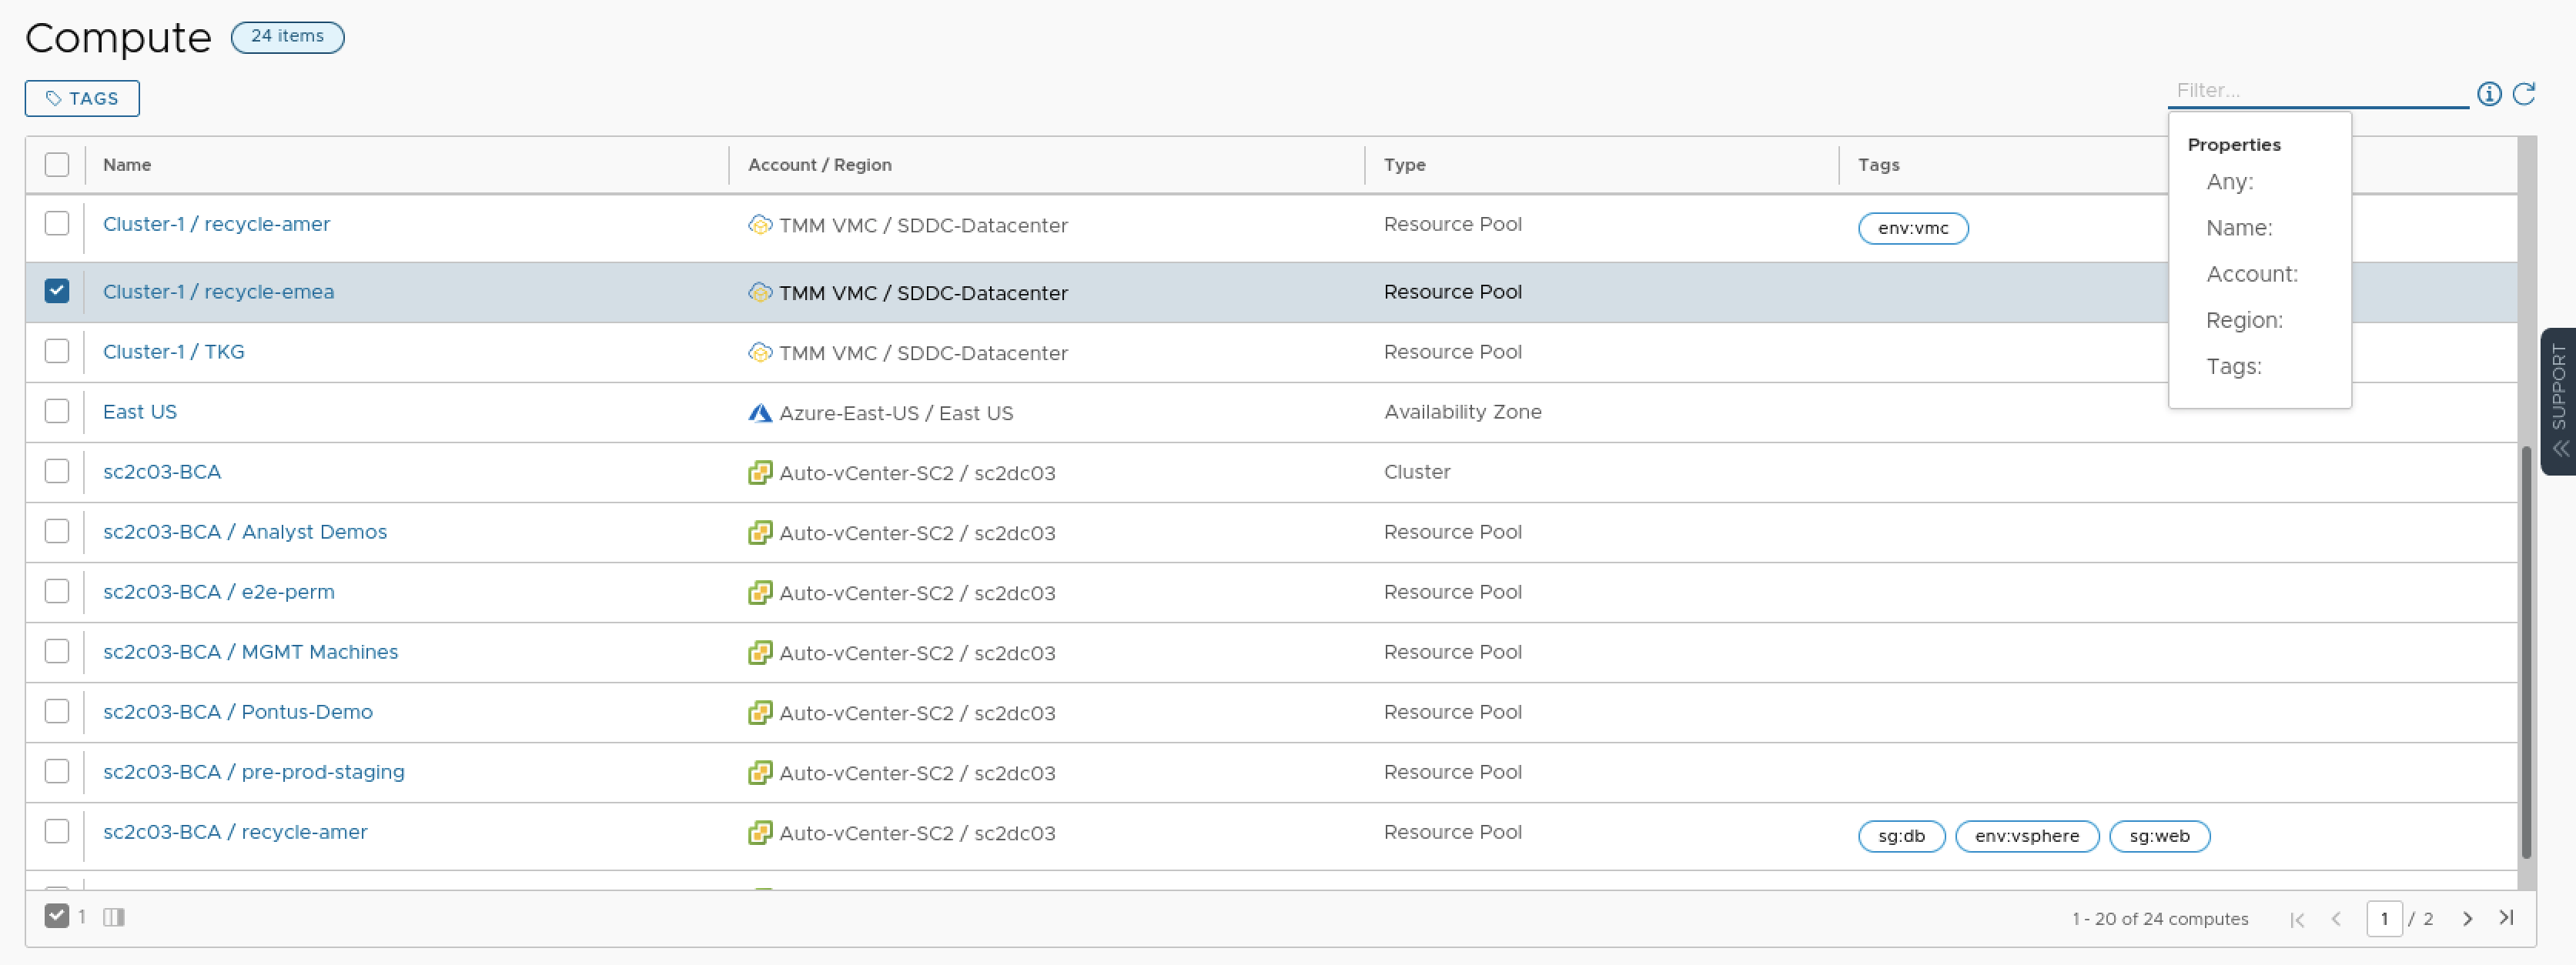 Compute 24 items
TAGS
Filter...
Properties
Any:
Name:
Account:
Region:
Tags:
Name Account / Region Type Tags
Cluster-1 / recycle-amer TMM VMC / SDDC-Datacenter Resource Pool env:vmc
Cluster-1 / recycle-emea TMM VMC / SDDC-Datacenter Resource Pool
Cluster-1 / TKG TMM VMC / SDDC-Datacenter Resource Pool
East US Azure-East-US / East US Availability Zone
sc2c03-BCA Auto-vCenter-SC2 / sc2dc03 Cluster
sc2c03-BCA / Analyst Demos Auto-vCenter-SC2 / sc2dc03 Resource Pool
sc2c03-BCA / e2e-perm Auto-vCenter-SC2 / sc2dc03 Resource Pool
sc2c03-BCA / MGMT Machines Auto-vCenter-SC2 / sc2dc03 Resource Pool
sc2c03-BCA / Pontus-Demo Auto-vCenter-SC2 / sc2dc03 Resource Pool
sc2c03-BCA / pre-prod-staging Auto-vCenter-SC2 / sc2dc03 Resource Pool
sc2c03-BCA / recycle-amer Auto-vCenter-SC2 / sc2dc03 Resource Pool sg:db env:vsphere sg:web
1 1 - 20 of 24 computes 1 / 2
SUPPORT